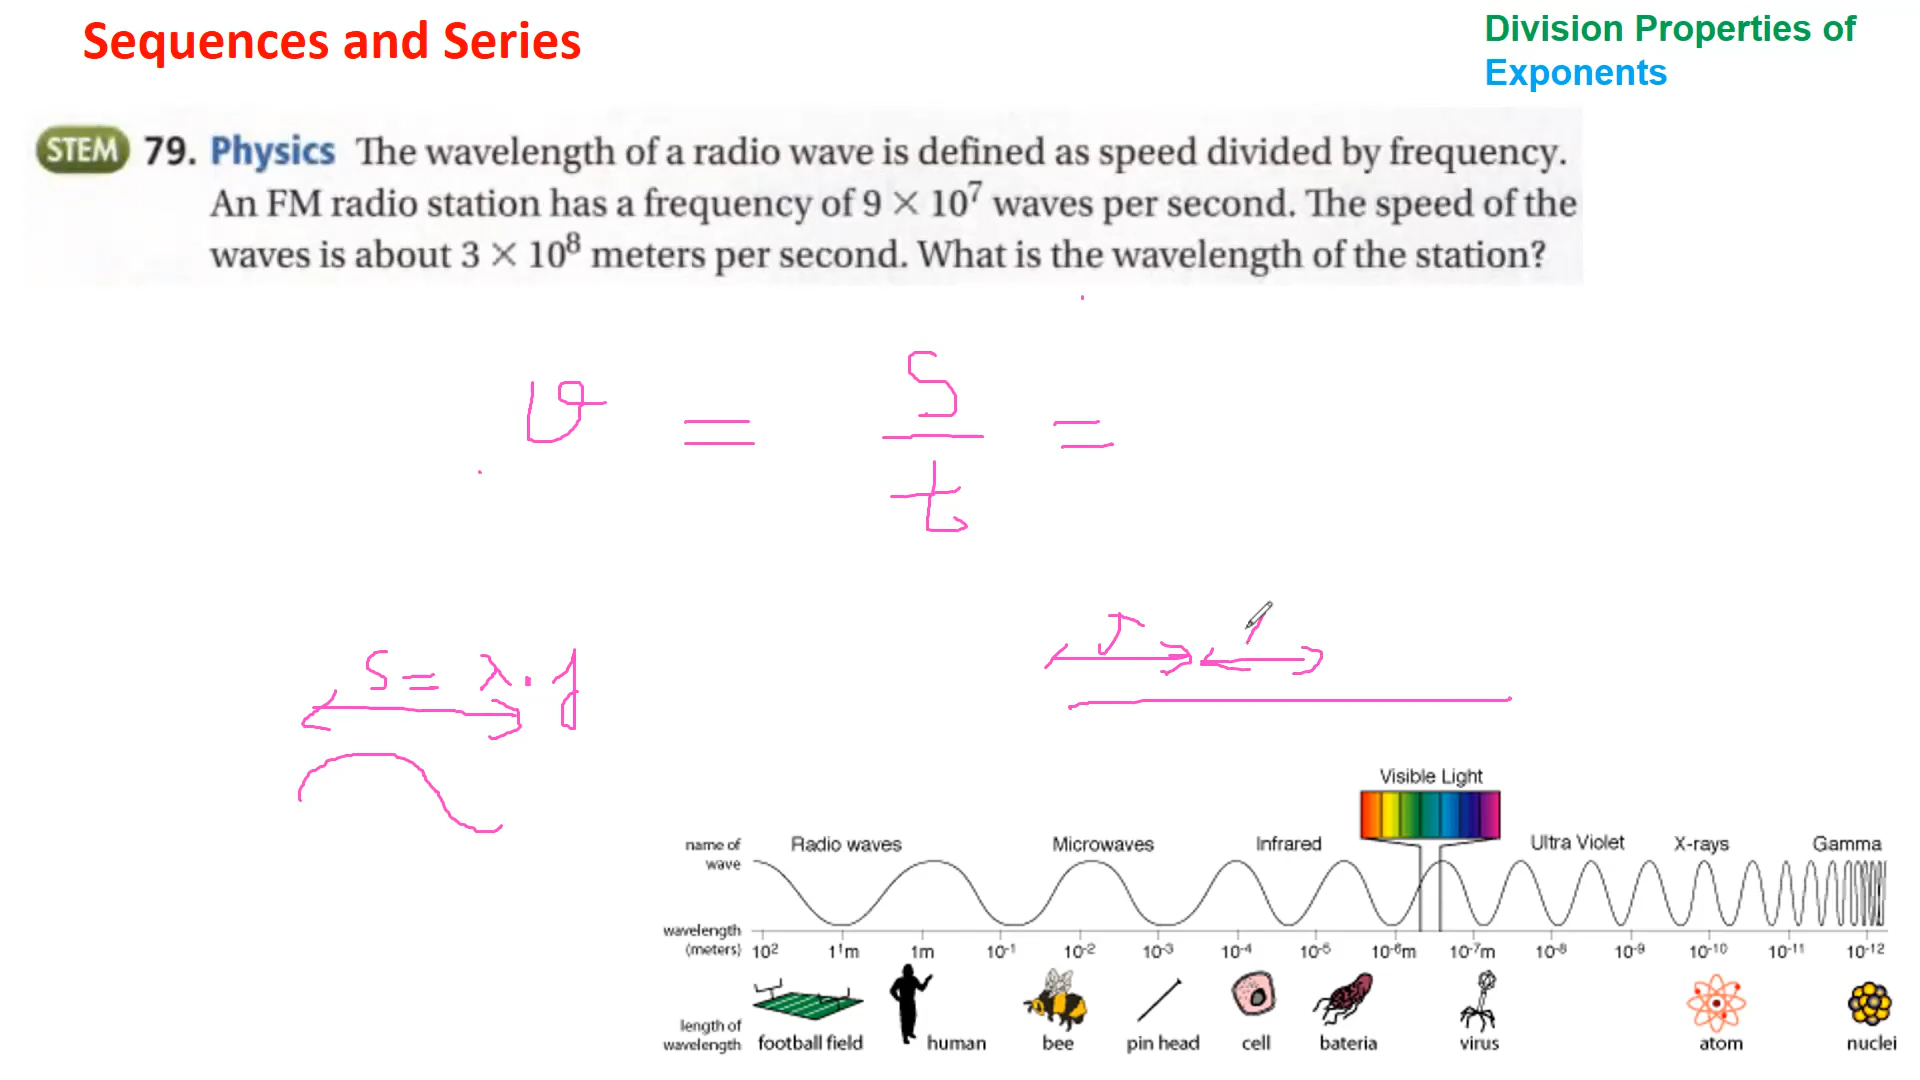 Sequences and Series
Division Properties of
Exponents
STEM 79. Physics The wavelength of a radio wave is defined as speed divided by frequency.
An FM radio station has a frequency of 9 × 10⁷ waves per second. The speed of the
waves is about 3 × 10⁸ meters per second. What is the wavelength of the station?
v = s/t =
S = λ · f
Visible Light
name of
wave
Radio waves Microwaves Infrared Ultra Violet X-rays Gamma
wavelength
(meters)
10² 1¹m 1m 10⁻¹ 10⁻² 10⁻³ 10⁻⁴ 10⁻⁵ 10⁻⁶m 10⁻⁷m 10⁻⁸ 10⁻⁹ 10⁻¹⁰ 10⁻¹¹ 10⁻¹²
length of
wavelength
football field human bee pin head cell bateria virus atom nuclei